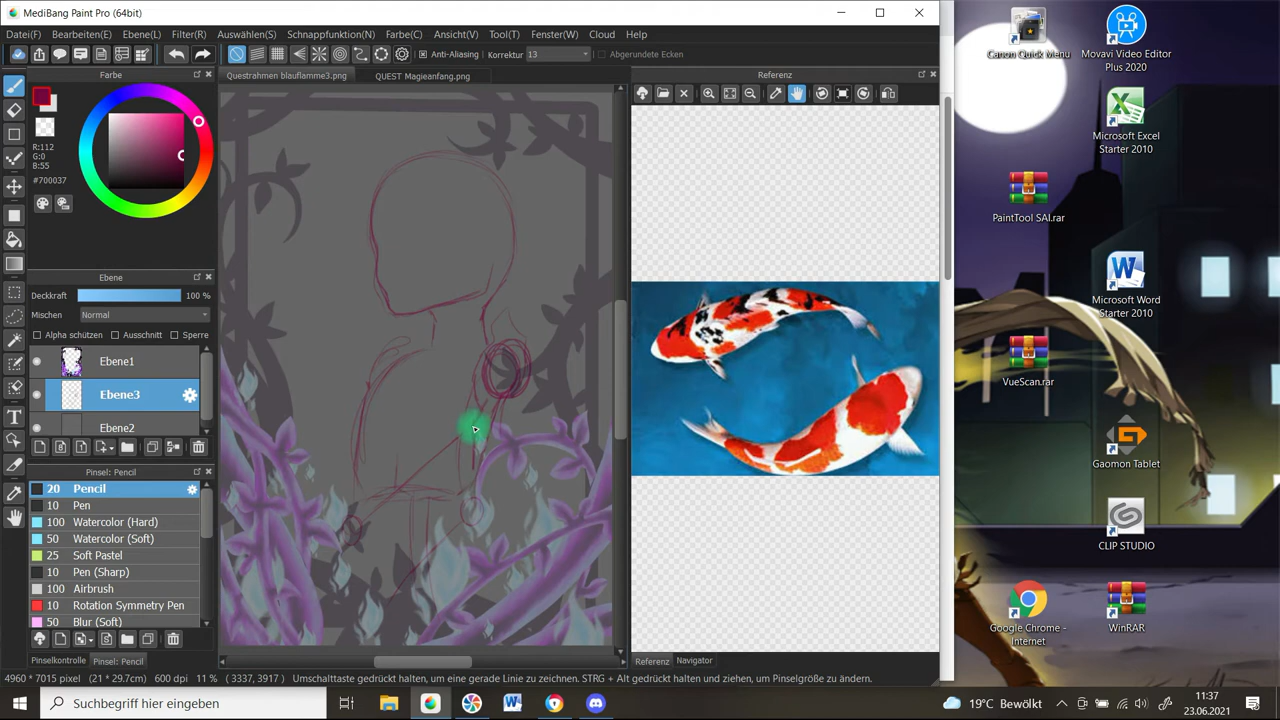 MediBang Paint Pro (64bit)
Datei(F) Bearbeiten(E) Ebene(L) Filter(R) Auswählen(S) Schnappfunktion(N) Farbe(C) Ansicht(V) Tool(T) Fenster(W) Cloud Help
Anti-Aliasing Korrektur 13 Abgerundete Ecken
Farbe
R:112
G:0
B:55
#700037
Ebene
Deckkraft 100 %
Mischen Normal
Alpha schützen Ausschnitt Sperre
Ebene1
Ebene3
Ebene2
Pinsel: Pencil
20 Pencil
10 Pen
100 Watercolor (Hard)
50 Watercolor (Soft)
25 Soft Pastel
10 Pen (Sharp)
100 Airbrush
10 Rotation Symmetry Pen
50 Blur (Soft)
Pinselkontrolle Pinsel: Pencil
Questrahmen blauflamme3.png QUEST Magieanfang.png
Referenz
Referenz Navigator
4960 * 7015 pixel (21 * 29.7cm) 600 dpi 11 % (3337, 3917) Umschaltaste gedrückt halten, um eine gerade Linie zu zeichnen. STRG + Alt gedrückt halten und ziehen, um Pinselgröße zu ändern.
Canon Quick Menu
Movavi Video Editor
Plus 2020
Microsoft Excel
Starter 2010
PaintTool SAI.rar
Microsoft Word
Starter 2010
VueScan.rar
Gaomon Tablet
CLIP STUDIO
Google Chrome -
Internet
WinRAR
Suchbegriff hier eingeben
19°C Bewölkt
11:37
23.06.2021